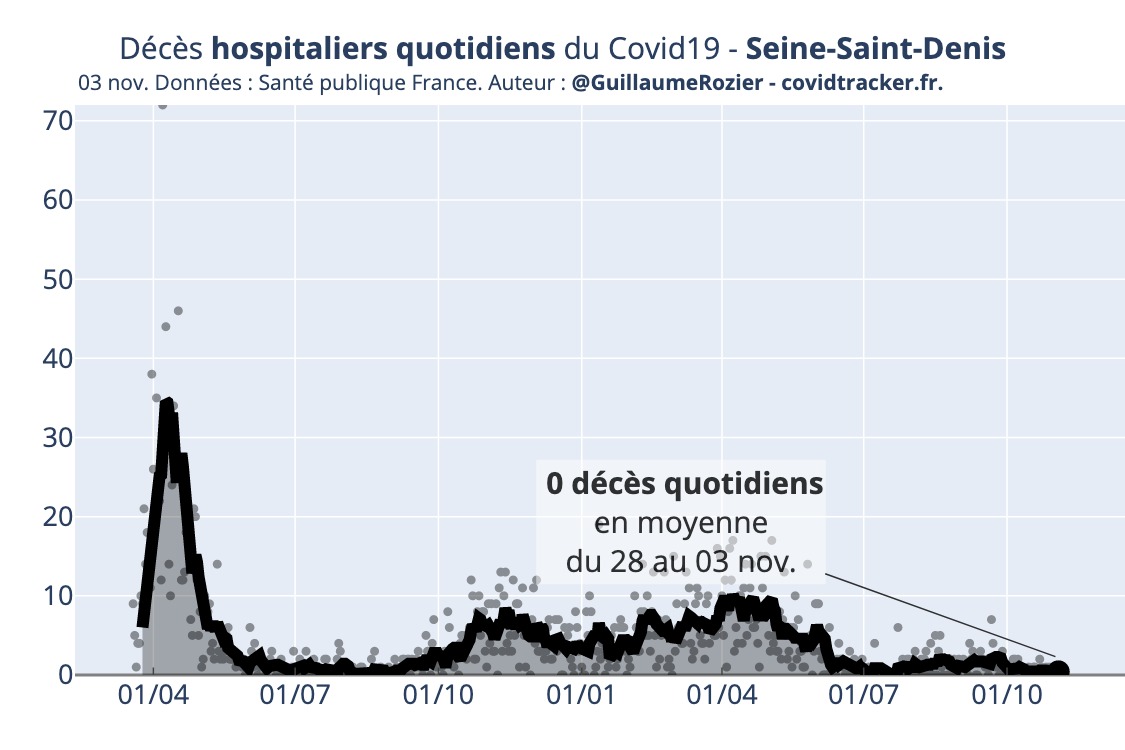 Décès hospitaliers quotidiens du Covid19 - Seine-Saint-Denis
03 nov. Données : Santé publique France. Auteur : @GuillaumeRozier - covidtracker.fr.
70
60
50
40
30
20
10
0
0 décès quotidiens
en moyenne
du 28 au 03 nov.
01/04 01/07 01/10 01/01 01/04 01/07 01/10